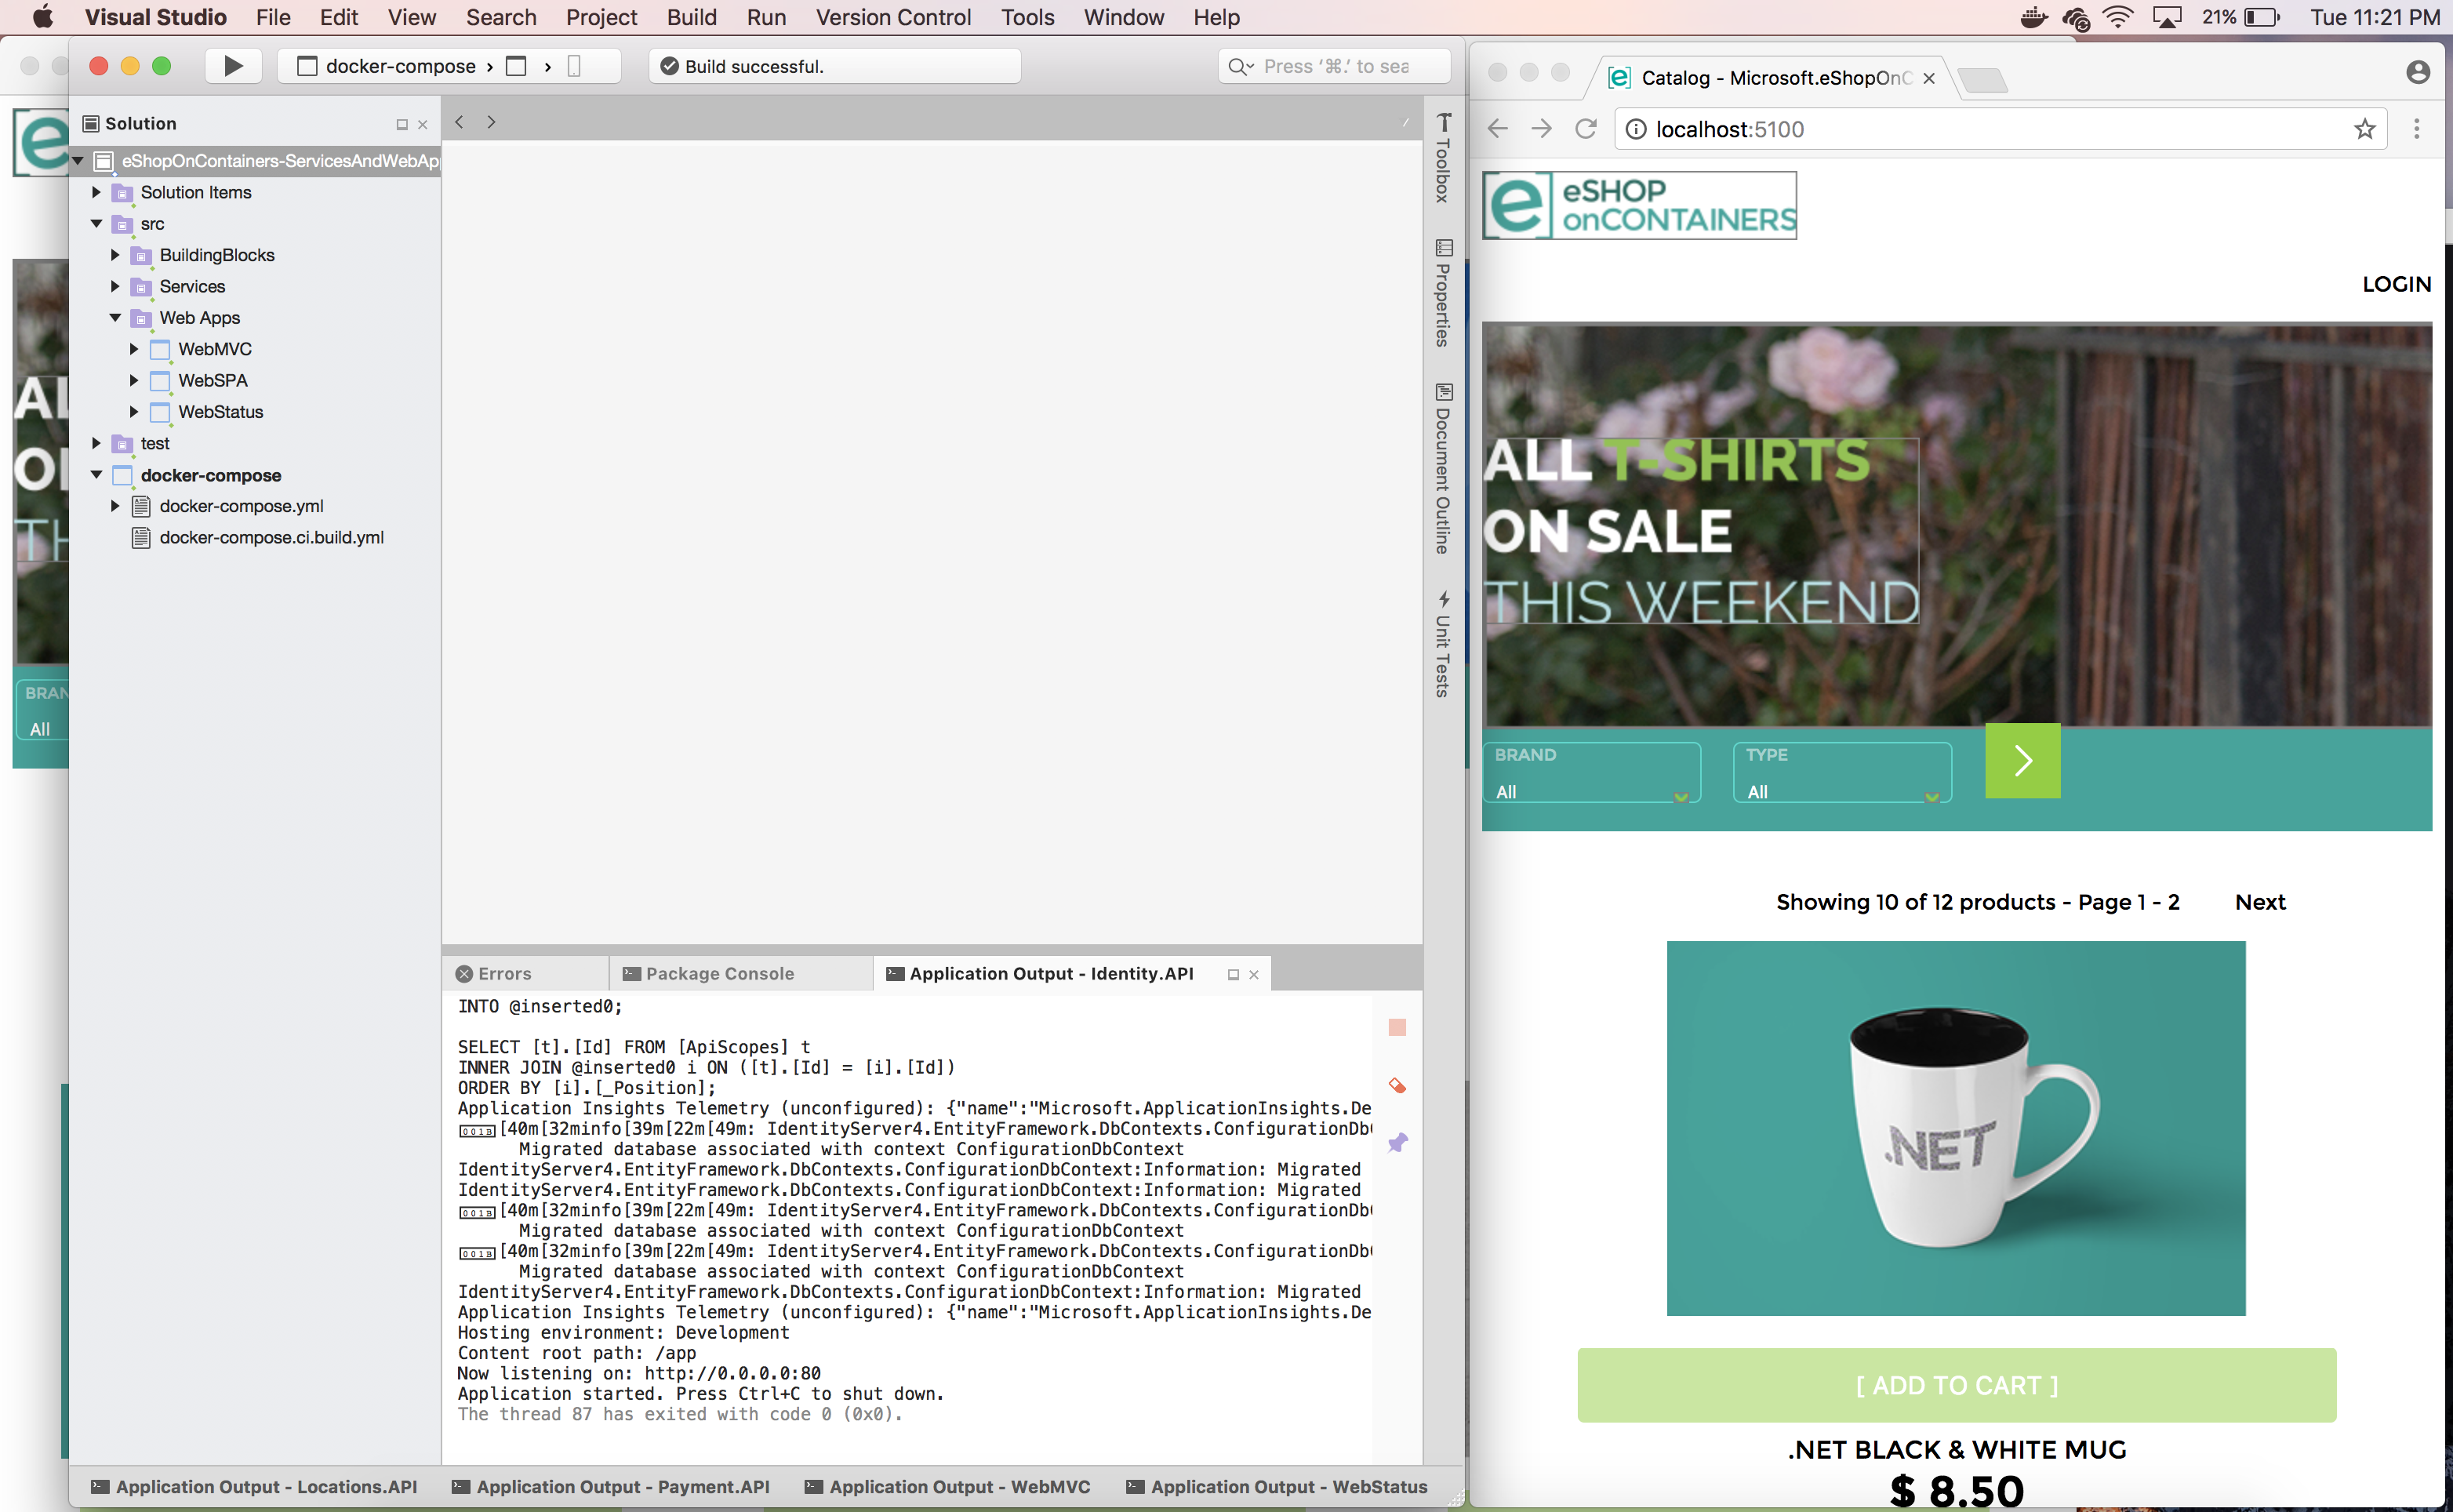 Visual Studio File Edit View Search Project Build Run Version Control Tools Window Help 21% Tue 11:21 PM
docker-compose › ›
Build successful.
Press '⌘.' to sea
Solution
eShopOnContainers-ServicesAndWebAp
Solution Items
src
BuildingBlocks
Services
Web Apps
WebMVC
WebSPA
WebStatus
test
docker-compose
docker-compose.yml
docker-compose.ci.build.yml
Toolbox
Properties
Document Outline
Unit Tests
Errors
Package Console
Application Output - Identity.API
INTO @inserted0;
SELECT [t].[Id] FROM [ApiScopes] t
INNER JOIN @inserted0 i ON ([t].[Id] = [i].[Id])
ORDER BY [i].[_Position];
Application Insights Telemetry (unconfigured): {"name":"Microsoft.ApplicationInsights.De
001B[40m[32minfo[39m[22m[49m: IdentityServer4.EntityFramework.DbContexts.ConfigurationDb
Migrated database associated with context ConfigurationDbContext
IdentityServer4.EntityFramework.DbContexts.ConfigurationDbContext:Information: Migrated
IdentityServer4.EntityFramework.DbContexts.ConfigurationDbContext:Information: Migrated
001B[40m[32minfo[39m[22m[49m: IdentityServer4.EntityFramework.DbContexts.ConfigurationDb
Migrated database associated with context ConfigurationDbContext
001B[40m[32minfo[39m[22m[49m: IdentityServer4.EntityFramework.DbContexts.ConfigurationDb
Migrated database associated with context ConfigurationDbContext
IdentityServer4.EntityFramework.DbContexts.ConfigurationDbContext:Information: Migrated
Application Insights Telemetry (unconfigured): {"name":"Microsoft.ApplicationInsights.De
Hosting environment: Development
Content root path: /app
Now listening on: http://0.0.0.0:80
Application started. Press Ctrl+C to shut down.
The thread 87 has exited with code 0 (0x0).
Application Output - Locations.API
Application Output - Payment.API
Application Output - WebMVC
Application Output - WebStatus
e
AL
OI
TH
BRAN
All
Catalog - Microsoft.eShopOnC
localhost:5100
e eSHOP
onCONTAINERS
LOGIN
ALL T-SHIRTS
ON SALE
THIS WEEKEND
BRAND
All
TYPE
All
Showing 10 of 12 products - Page 1 - 2 Next
.NET
[ ADD TO CART ]
.NET BLACK & WHITE MUG
$ 8.50